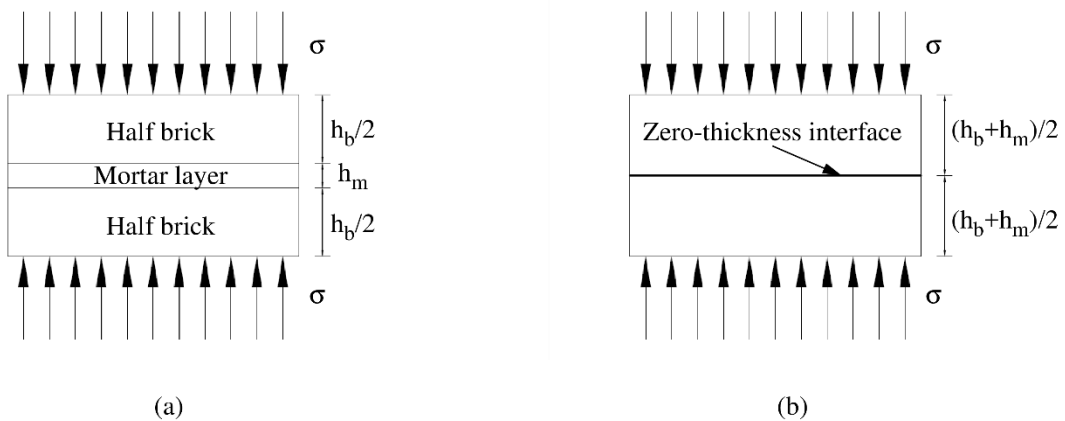 σ
Half brick
h_b/2
Mortar layer
h_m
Half brick
h_b/2
σ
(a)
σ
Zero-thickness interface
(h_b+h_m)/2
(h_b+h_m)/2
σ
(b)